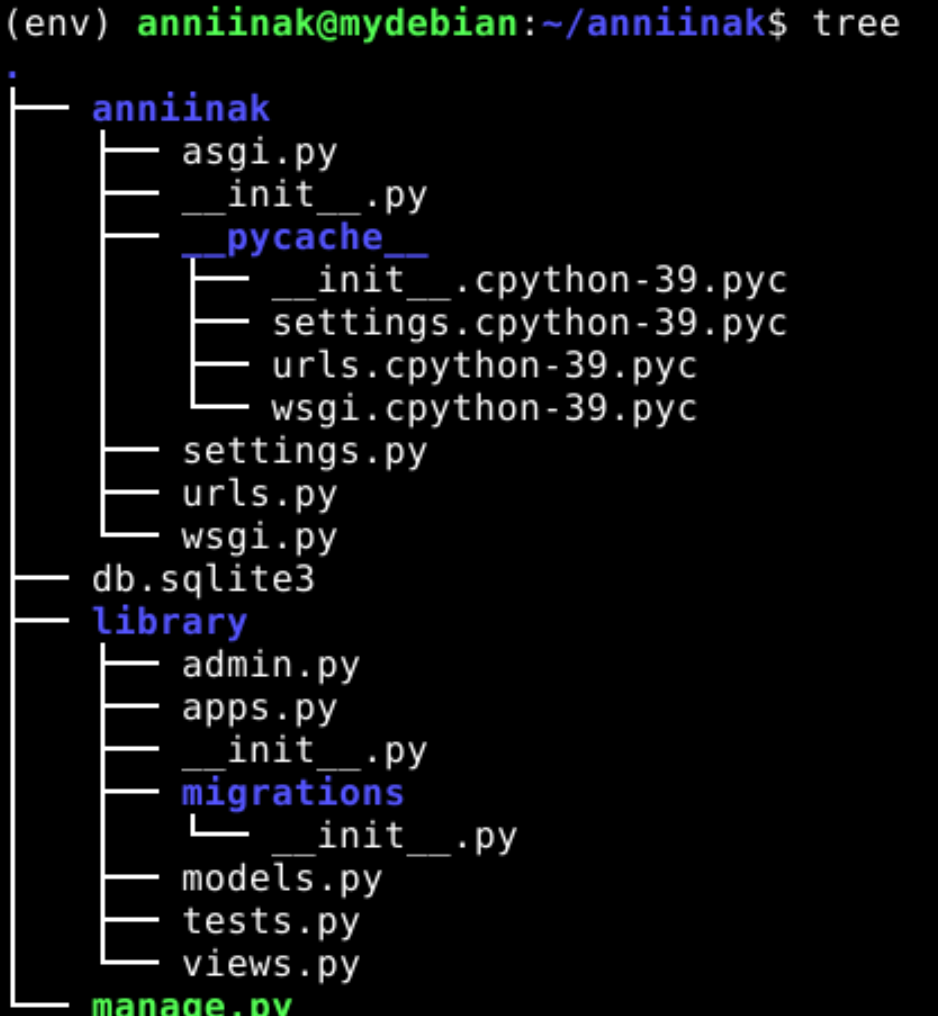 (env) anniinak@mydebian:~/anniinak$ tree
.
├── anniinak
│   ├── asgi.py
│   ├── __init__.py
│   ├── __pycache__
│   │   ├── __init__.cpython-39.pyc
│   │   ├── settings.cpython-39.pyc
│   │   ├── urls.cpython-39.pyc
│   │   └── wsgi.cpython-39.pyc
│   ├── settings.py
│   ├── urls.py
│   └── wsgi.py
├── db.sqlite3
├── library
│   ├── admin.py
│   ├── apps.py
│   ├── __init__.py
│   ├── migrations
│   │   └── __init__.py
│   ├── models.py
│   ├── tests.py
│   └── views.py
└── manage.py